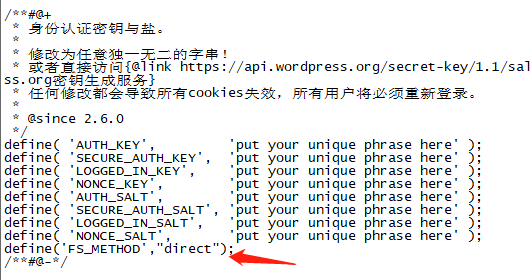 /**#@+
 * 身份认证密钥与盐。
 *
 * 修改为任意独一无二的字串！
 * 或者直接访问{@link https://api.wordpress.org/secret-key/1.1/sal
ss.org密钥生成服务}
 * 任何修改都会导致所有cookies失效，所有用户将必须重新登录。
 *
 * @since 2.6.0
 */
define( 'AUTH_KEY',         'put your unique phrase here' );
define( 'SECURE_AUTH_KEY',  'put your unique phrase here' );
define( 'LOGGED_IN_KEY',    'put your unique phrase here' );
define( 'NONCE_KEY',        'put your unique phrase here' );
define( 'AUTH_SALT',        'put your unique phrase here' );
define( 'SECURE_AUTH_SALT', 'put your unique phrase here' );
define( 'LOGGED_IN_SALT',   'put your unique phrase here' );
define( 'NONCE_SALT',       'put your unique phrase here' );
define('FS_METHOD',"direct");
/**#@-*/